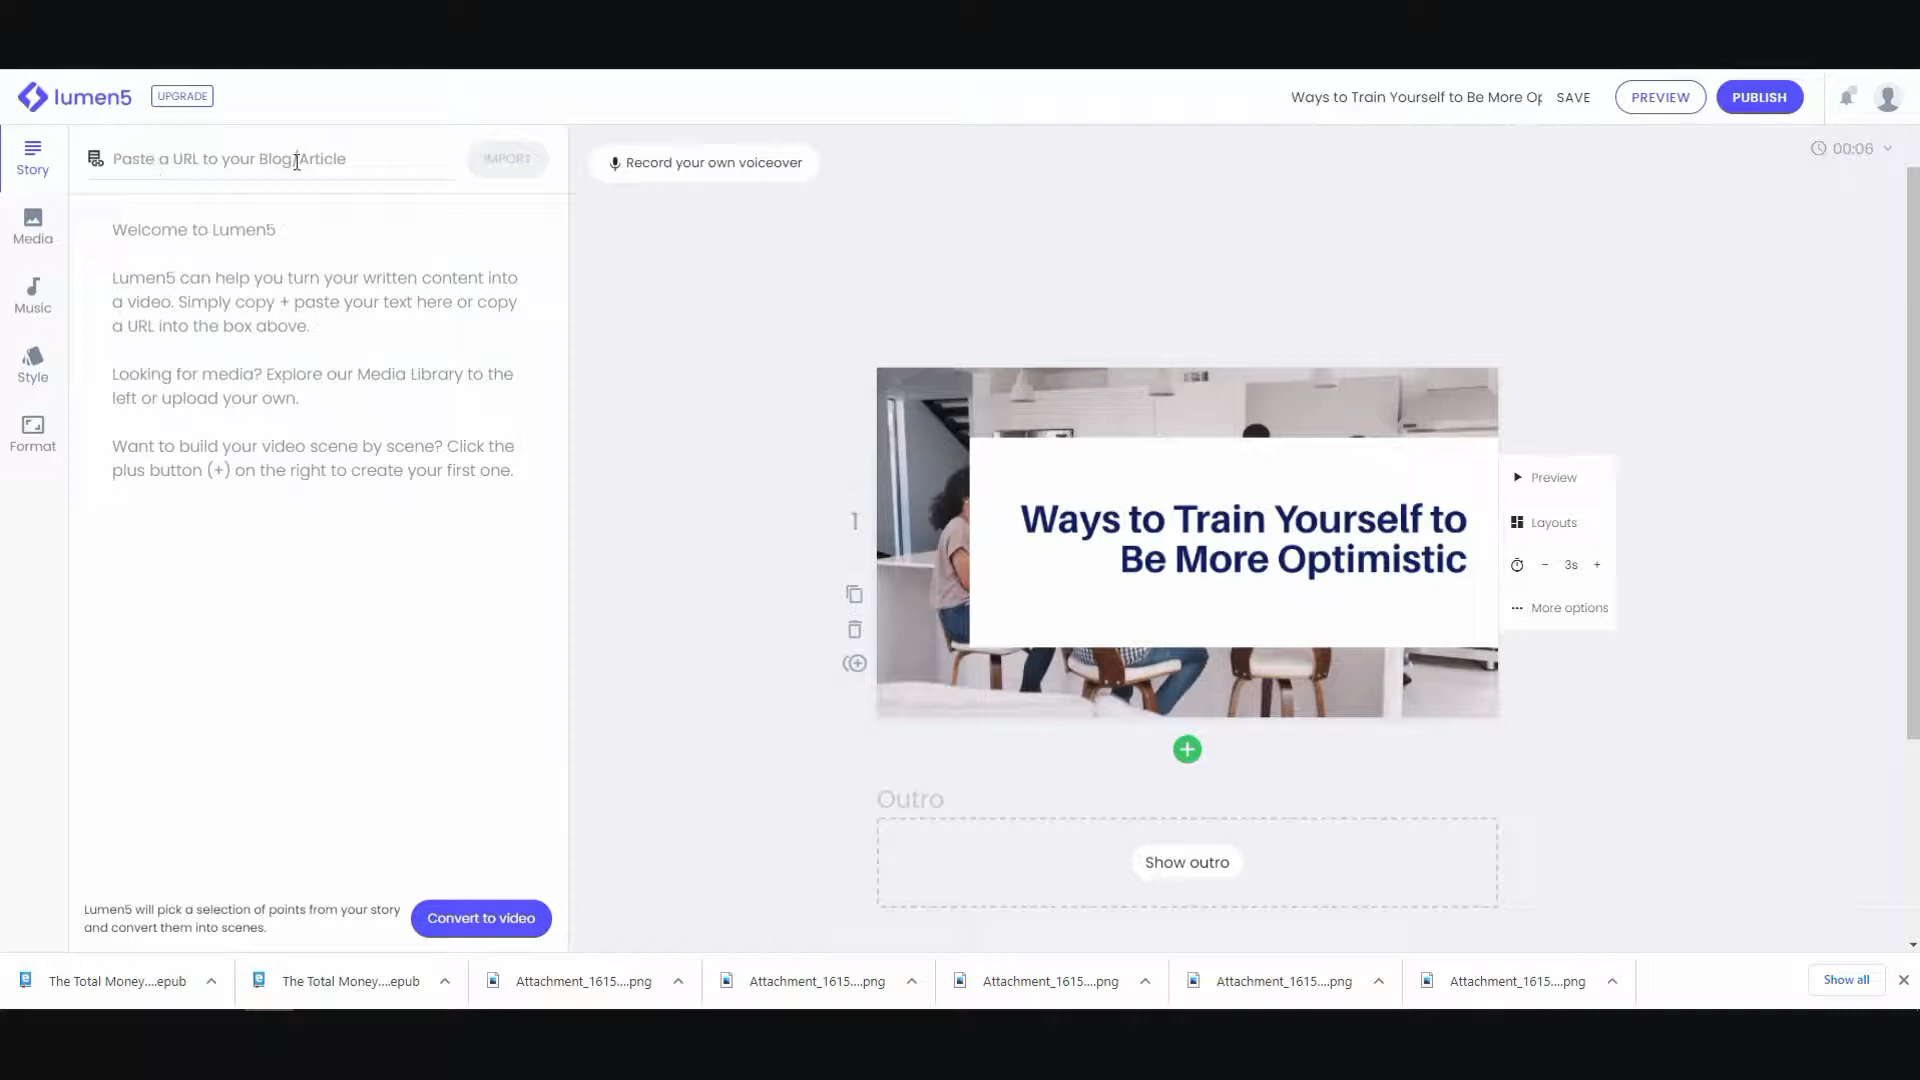 lumen5
UPGRADE
Ways to Train Yourself to Be More Op
SAVE
PREVIEW
PUBLISH
Story
Media
Music
Style
Format
Paste a URL to your Blog/Article
IMPORT
Welcome to Lumen5
Lumen5 can help you turn your written content into
a video. Simply copy + paste your text here or copy
a URL into the box above.
Looking for media? Explore our Media Library to the
left or upload your own.
Want to build your video scene by scene? Click the
plus button (+) on the right to create your first one.
Lumen5 will pick a selection of points from your story
and convert them into scenes.
Convert to video
Record your own voiceover
00:06
1
Ways to Train Yourself to
Be More Optimistic
Preview
Layouts
- 3s +
More options
Outro
Show outro
The Total Money....epub
The Total Money....epub
Attachment_1615....png
Attachment_1615....png
Attachment_1615....png
Attachment_1615....png
Attachment_1615....png
Show all